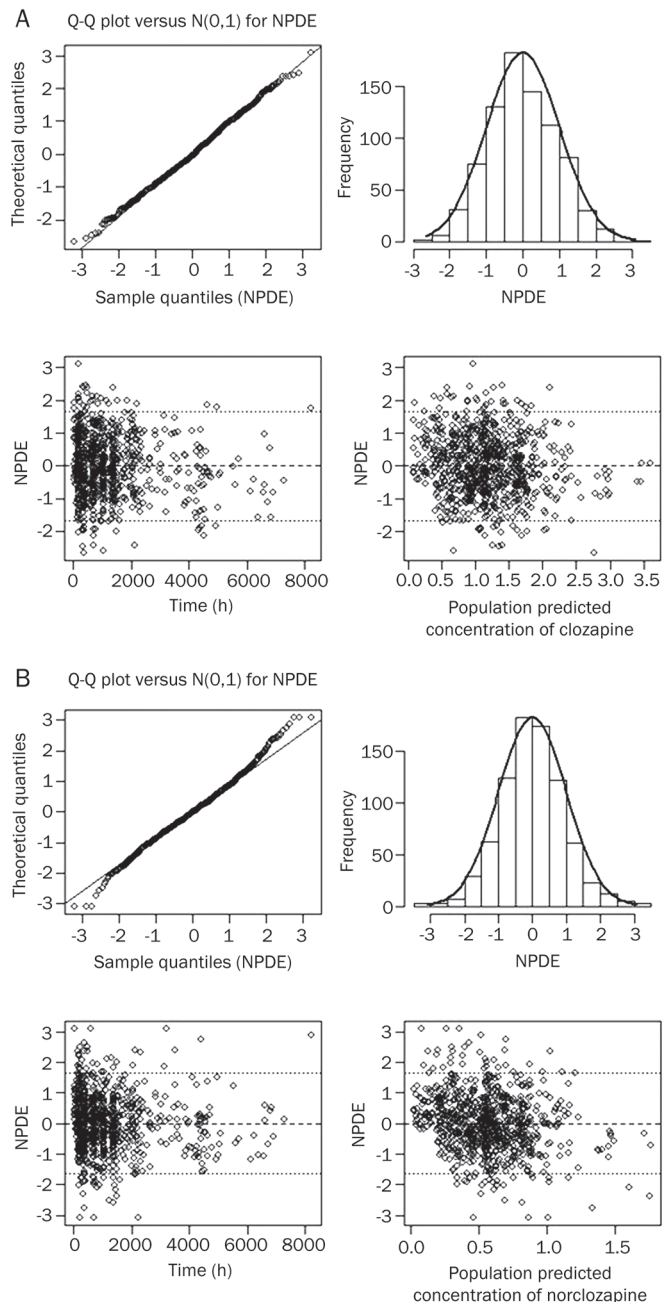 A
Q-Q plot versus N(0,1) for NPDE
Theoretical quantiles
3
2
1
0
-1
-2
-3 -2 -1 0 1 2 3
Sample quantiles (NPDE)
Frequency
150
100
50
0
-3 -2 -1 0 1 2 3
NPDE
NPDE
3
2
1
0
-1
-2
0 2000 4000 6000 8000
Time (h)
NPDE
3
2
1
0
-1
-2
0.0 0.5 1.0 1.5 2.0 2.5 3.0 3.5
Population predicted
concentration of clozapine
B
Q-Q plot versus N(0,1) for NPDE
Theoretical quantiles
3
2
1
0
-1
-2
-3
-2 -1 0 1 2 3
Sample quantiles (NPDE)
Frequency
150
100
50
0
-3 -2 -1 0 1 2 3
NPDE
NPDE
3
2
1
0
-1
-2
-3
0 2000 4000 6000 8000
Time (h)
NPDE
3
2
1
0
-1
-2
-3
0.0 0.5 1.0 1.5
Population predicted
concentration of norclozapine